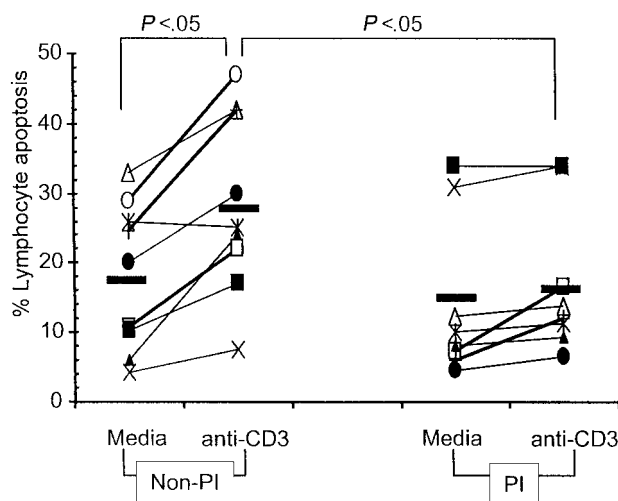 P<.05
P<.05
% Lymphocyte apoptosis
50
40
30
20
10
0
Media
anti-CD3
Media
anti-CD3
Non-PI
PI